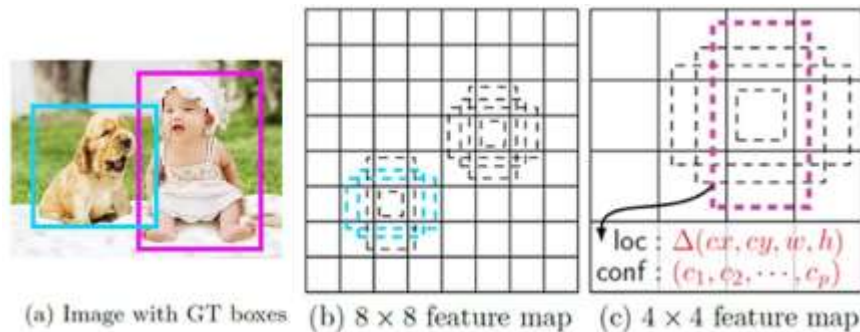 loc : Δ(cx, cy, w, h)
conf : (c₁, c₂, ⋯, cₚ)
(a) Image with GT boxes
(b) 8 × 8 feature map
(c) 4 × 4 feature map